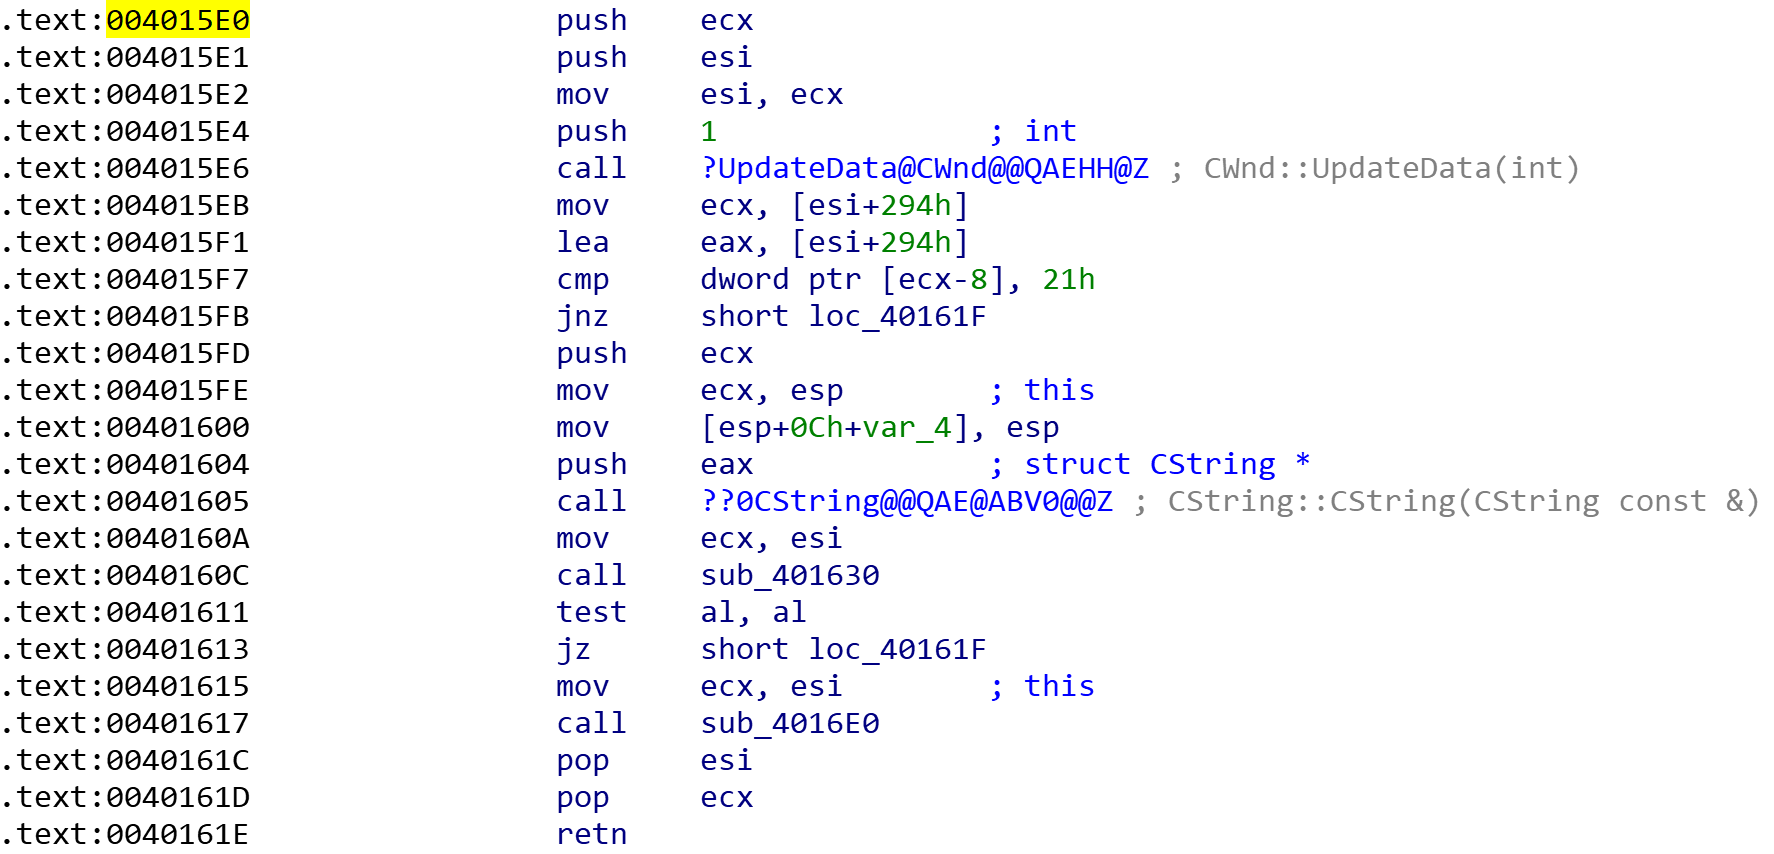 .text:004015E0                 push    ecx
.text:004015E1                 push    esi
.text:004015E2                 mov     esi, ecx
.text:004015E4                 push    1               ; int
.text:004015E6                 call    ?UpdateData@CWnd@@QAEHH@Z ; CWnd::UpdateData(int)
.text:004015EB                 mov     ecx, [esi+294h]
.text:004015F1                 lea     eax, [esi+294h]
.text:004015F7                 cmp     dword ptr [ecx-8], 21h
.text:004015FB                 jnz     short loc_40161F
.text:004015FD                 push    ecx
.text:004015FE                 mov     ecx, esp        ; this
.text:00401600                 mov     [esp+0Ch+var_4], esp
.text:00401604                 push    eax             ; struct CString *
.text:00401605                 call    ??0CString@@QAE@ABV0@@Z ; CString::CString(CString const &)
.text:0040160A                 mov     ecx, esi
.text:0040160C                 call    sub_401630
.text:00401611                 test    al, al
.text:00401613                 jz      short loc_40161F
.text:00401615                 mov     ecx, esi        ; this
.text:00401617                 call    sub_4016E0
.text:0040161C                 pop     esi
.text:0040161D                 pop     ecx
.text:0040161E                 retn